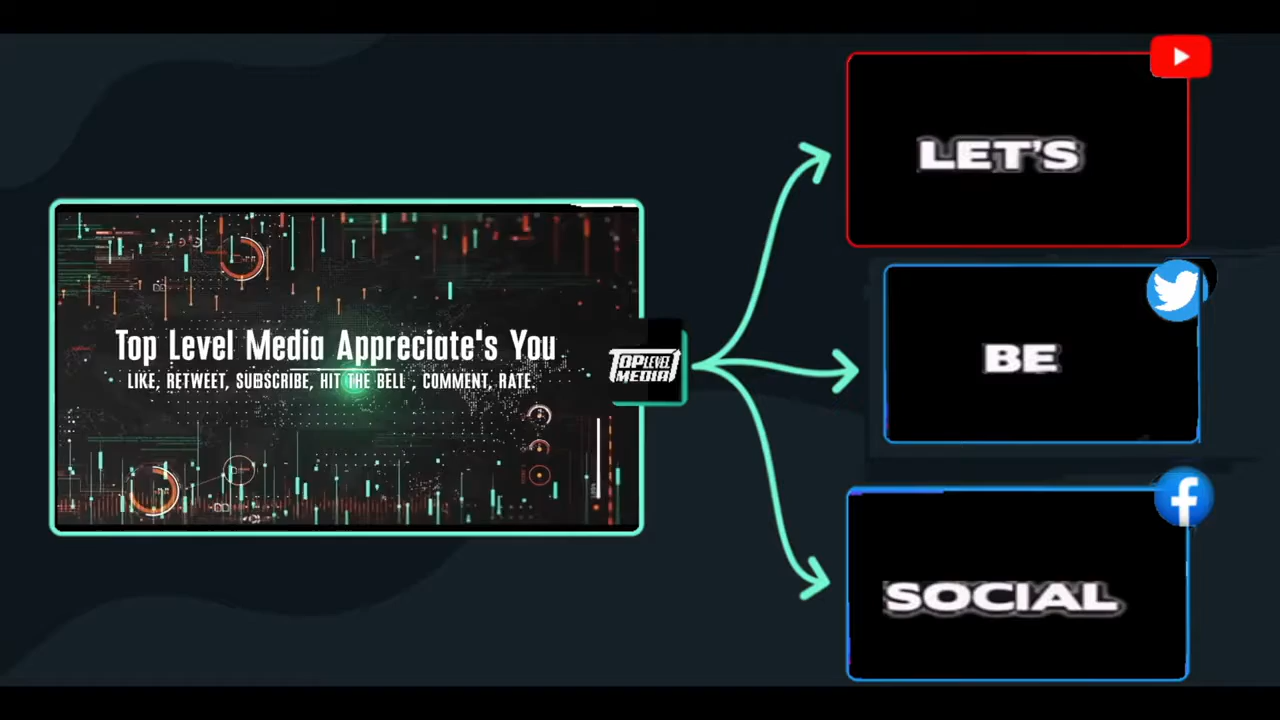 Top Level Media Appreciate's You
LIKE, RETWEET, SUBSCRIBE, HIT THE BELL , COMMENT, RATE.
TOP LEVEL
MEDIA
LET'S
BE
SOCIAL